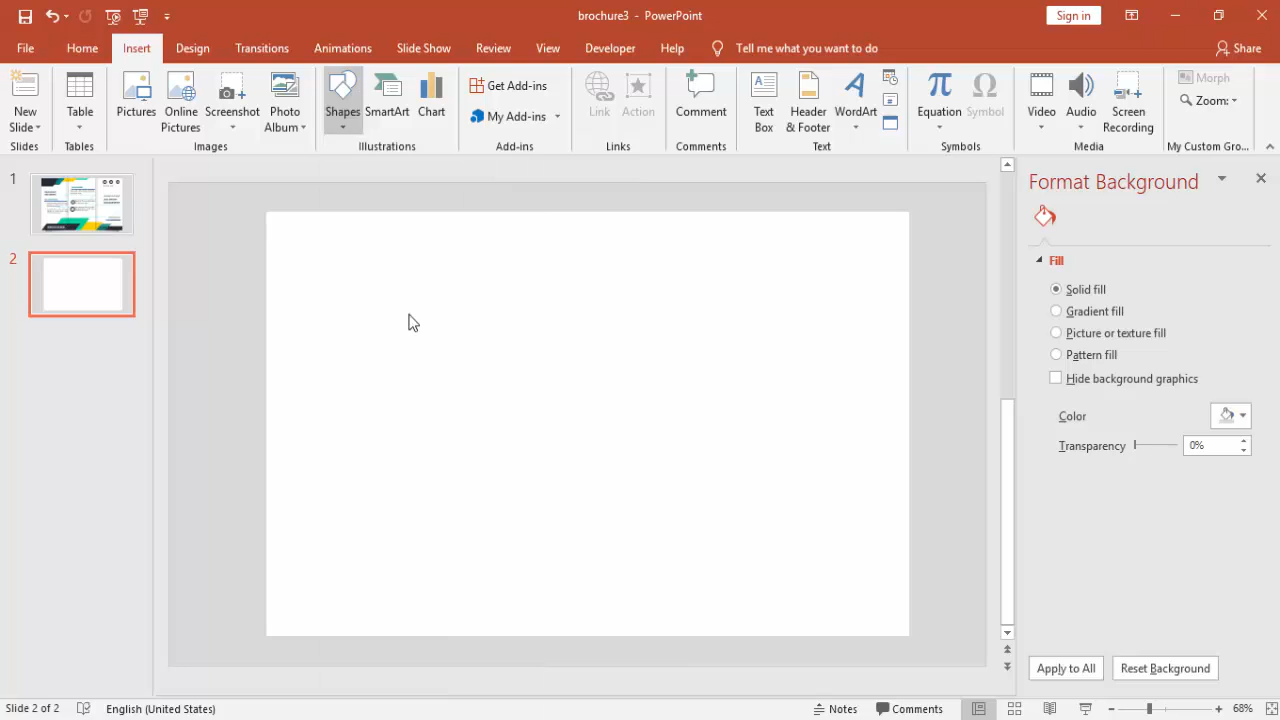 brochure3 - PowerPoint
Sign in
File Home Insert Design Transitions Animations Slide Show Review View Developer Help Tell me what you want to do Share
New Slide
Table
Pictures
Online Pictures
Screenshot
Photo Album
Shapes
SmartArt
Chart
Get Add-ins
My Add-ins
Link
Action
Comment
Text Box
Header & Footer
WordArt
Equation
Symbol
Video
Audio
Screen Recording
Morph
Zoom:
Slides Tables Images Illustrations Add-ins Links Comments Text Symbols Media My Custom Gro...
1
2
Format Background
Fill
Solid fill
Gradient fill
Picture or texture fill
Pattern fill
Hide background graphics
Color
Transparency 0%
Apply to All Reset Background
Slide 2 of 2 English (United States) Notes Comments 68%